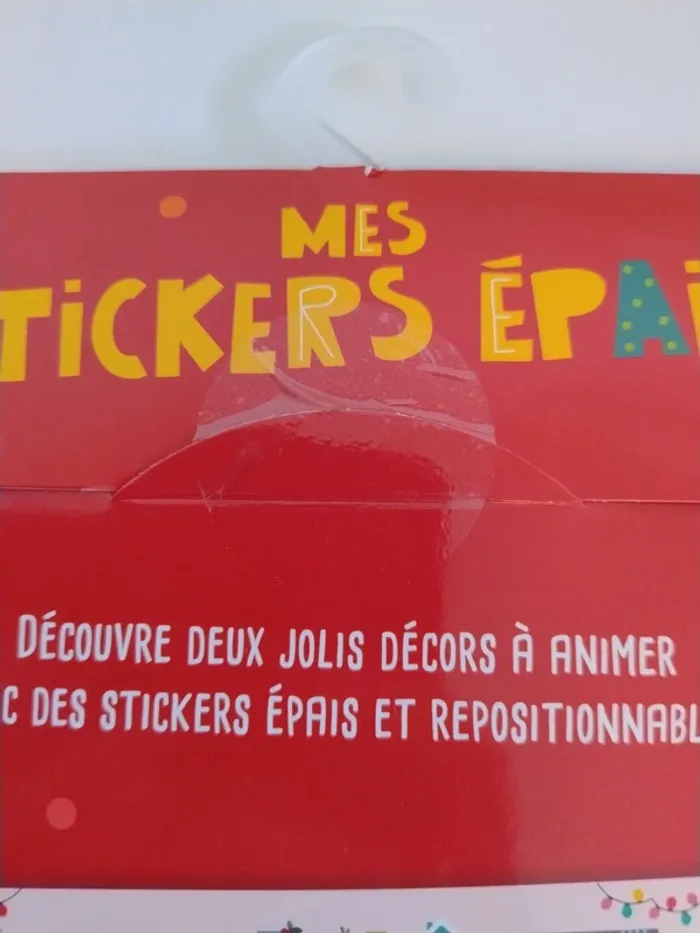 MES
TICKERS ÉPAI
DÉCOUVRE DEUX JOLIS DÉCORS À ANIMER
C DES STICKERS ÉPAIS ET REPOSITIONNABL